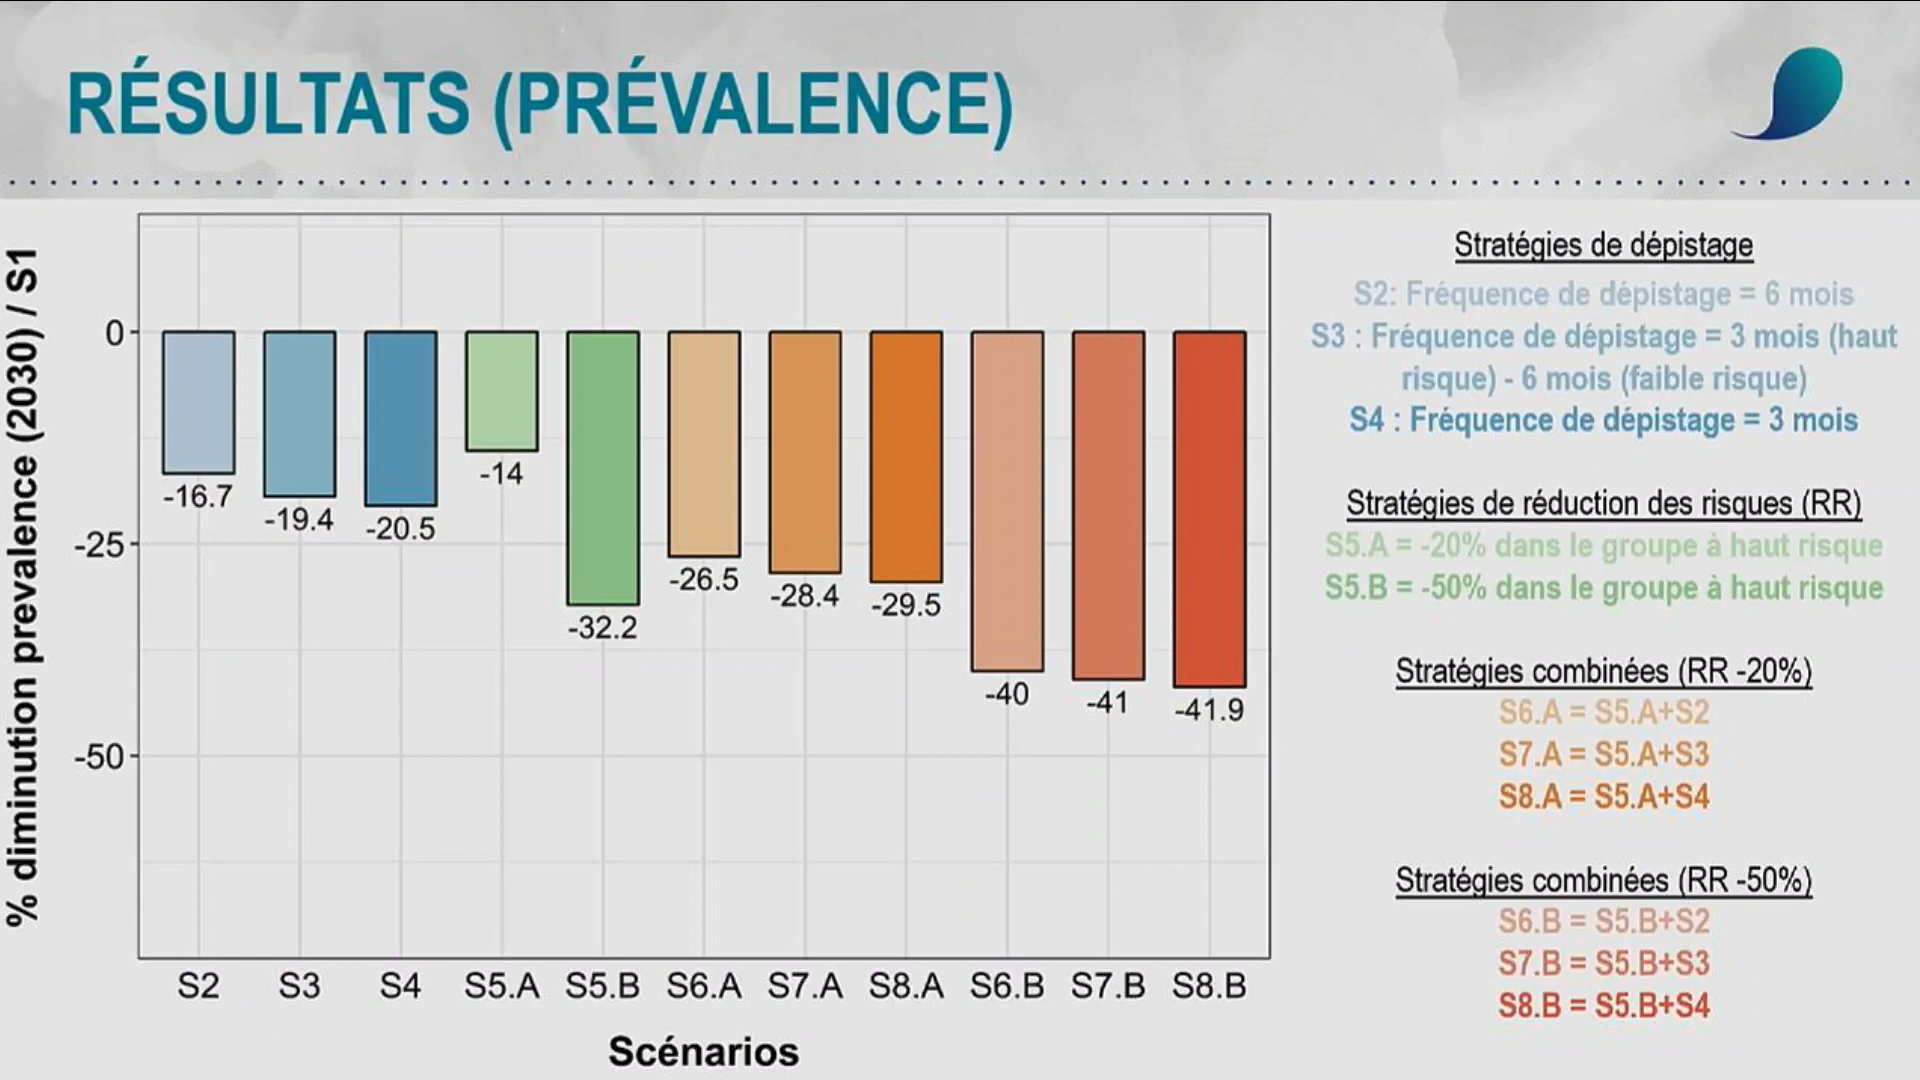 RÉSULTATS (PRÉVALENCE)
% diminution prevalence (2030) / S1
0
-25
-50
-16.7
-19.4
-20.5
-14
-32.2
-26.5
-28.4
-29.5
-40
-41
-41.9
S2 S3 S4 S5.A S5.B S6.A S7.A S8.A S6.B S7.B S8.B
Scénarios
Stratégies de dépistage
S2: Fréquence de dépistage = 6 mois
S3 : Fréquence de dépistage = 3 mois (haut
risque) - 6 mois (faible risque)
S4 : Fréquence de dépistage = 3 mois
Stratégies de réduction des risques (RR)
S5.A = -20% dans le groupe à haut risque
S5.B = -50% dans le groupe à haut risque
Stratégies combinées (RR -20%)
S6.A = S5.A+S2
S7.A = S5.A+S3
S8.A = S5.A+S4
Stratégies combinées (RR -50%)
S6.B = S5.B+S2
S7.B = S5.B+S3
S8.B = S5.B+S4